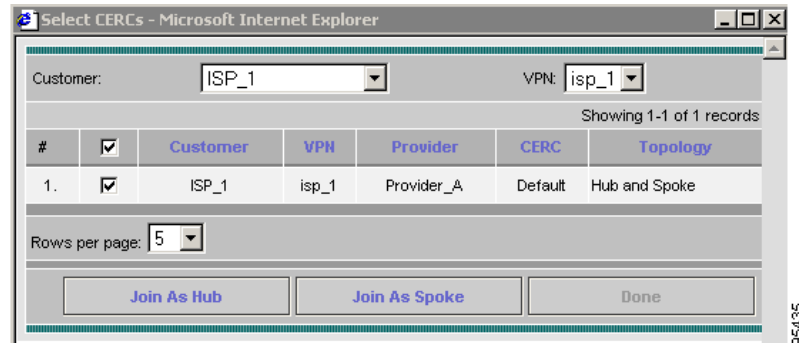 Select CERCs - Microsoft Internet Explorer
Customer: ISP_1 VPN: isp_1
Showing 1-1 of 1 records
# Customer VPN Provider CERC Topology
1. ISP_1 isp_1 Provider_A Default Hub and Spoke
Rows per page: 5
Join As Hub Join As Spoke Done
95435